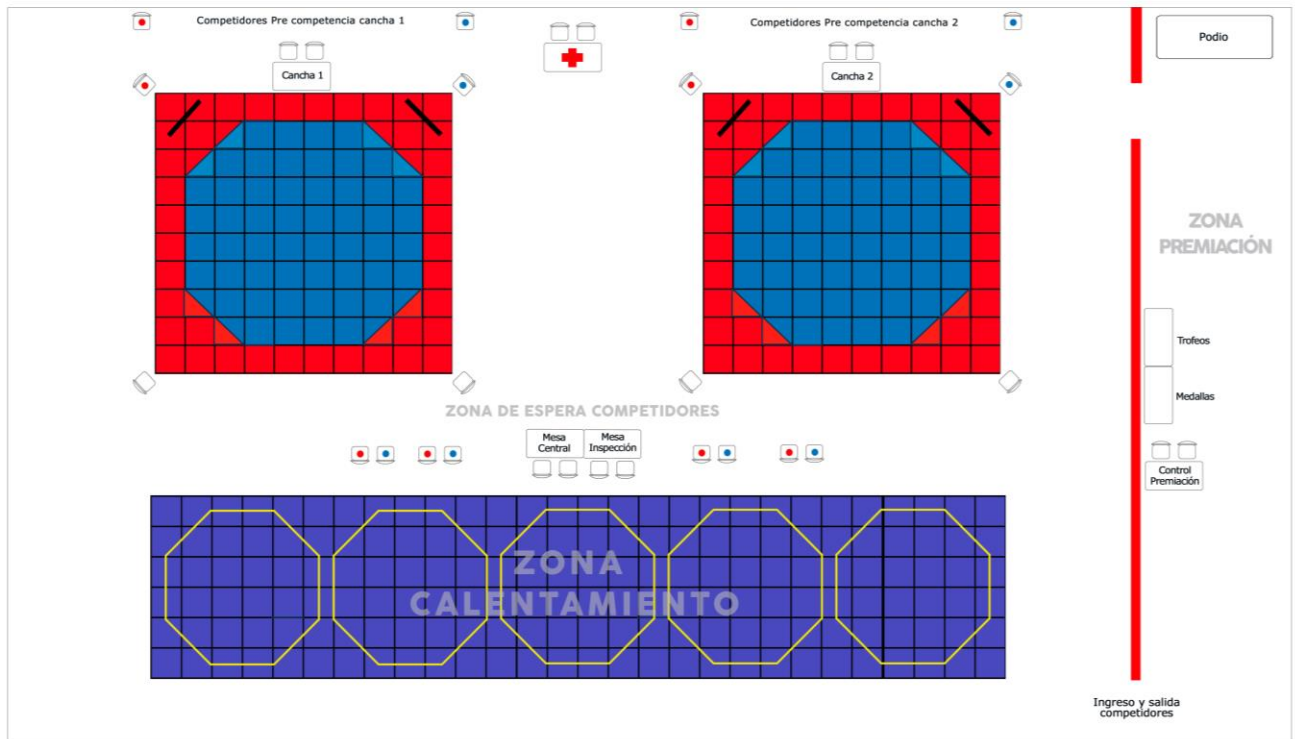 Competidores Pre competencia cancha 1
Competidores Pre competencia cancha 2
Podio
Cancha 1
Cancha 2
ZONA
PREMIACIÓN
Trofeos
Medallas
ZONA DE ESPERA COMPETIDORES
Mesa
Central
Mesa
Inspección
Control
Premiación
ZONA
CALENTAMIENTO
Ingreso y salida
competidores